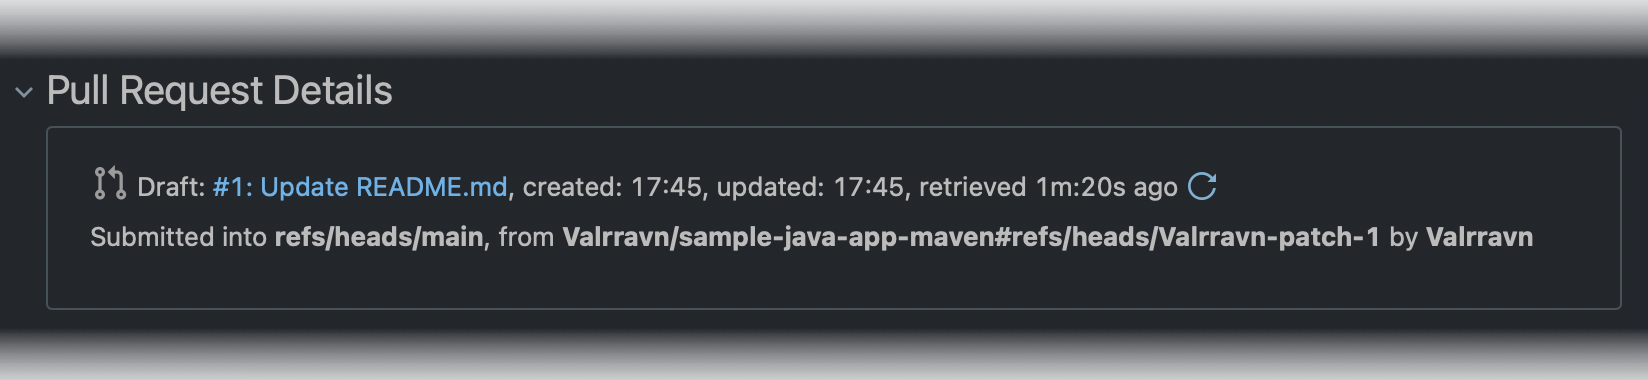 Pull Request Details
Draft: #1: Update README.md, created: 17:45, updated: 17:45, retrieved 1m:20s ago
Submitted into refs/heads/main, from Valrravn/sample-java-app-maven#refs/heads/Valrravn-patch-1 by Valrravn